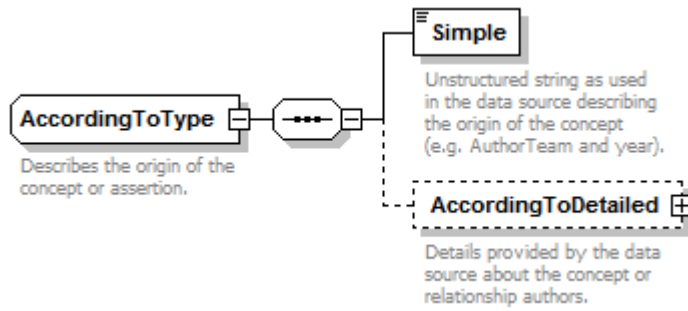 Simple
Unstructured string as used
in the data source describing
the origin of the concept
(e.g. AuthorTeam and year).
AccordingToType
Describes the origin of the
concept or assertion.
AccordingToDetailed
Details provided by the data
source about the concept or
relationship authors.